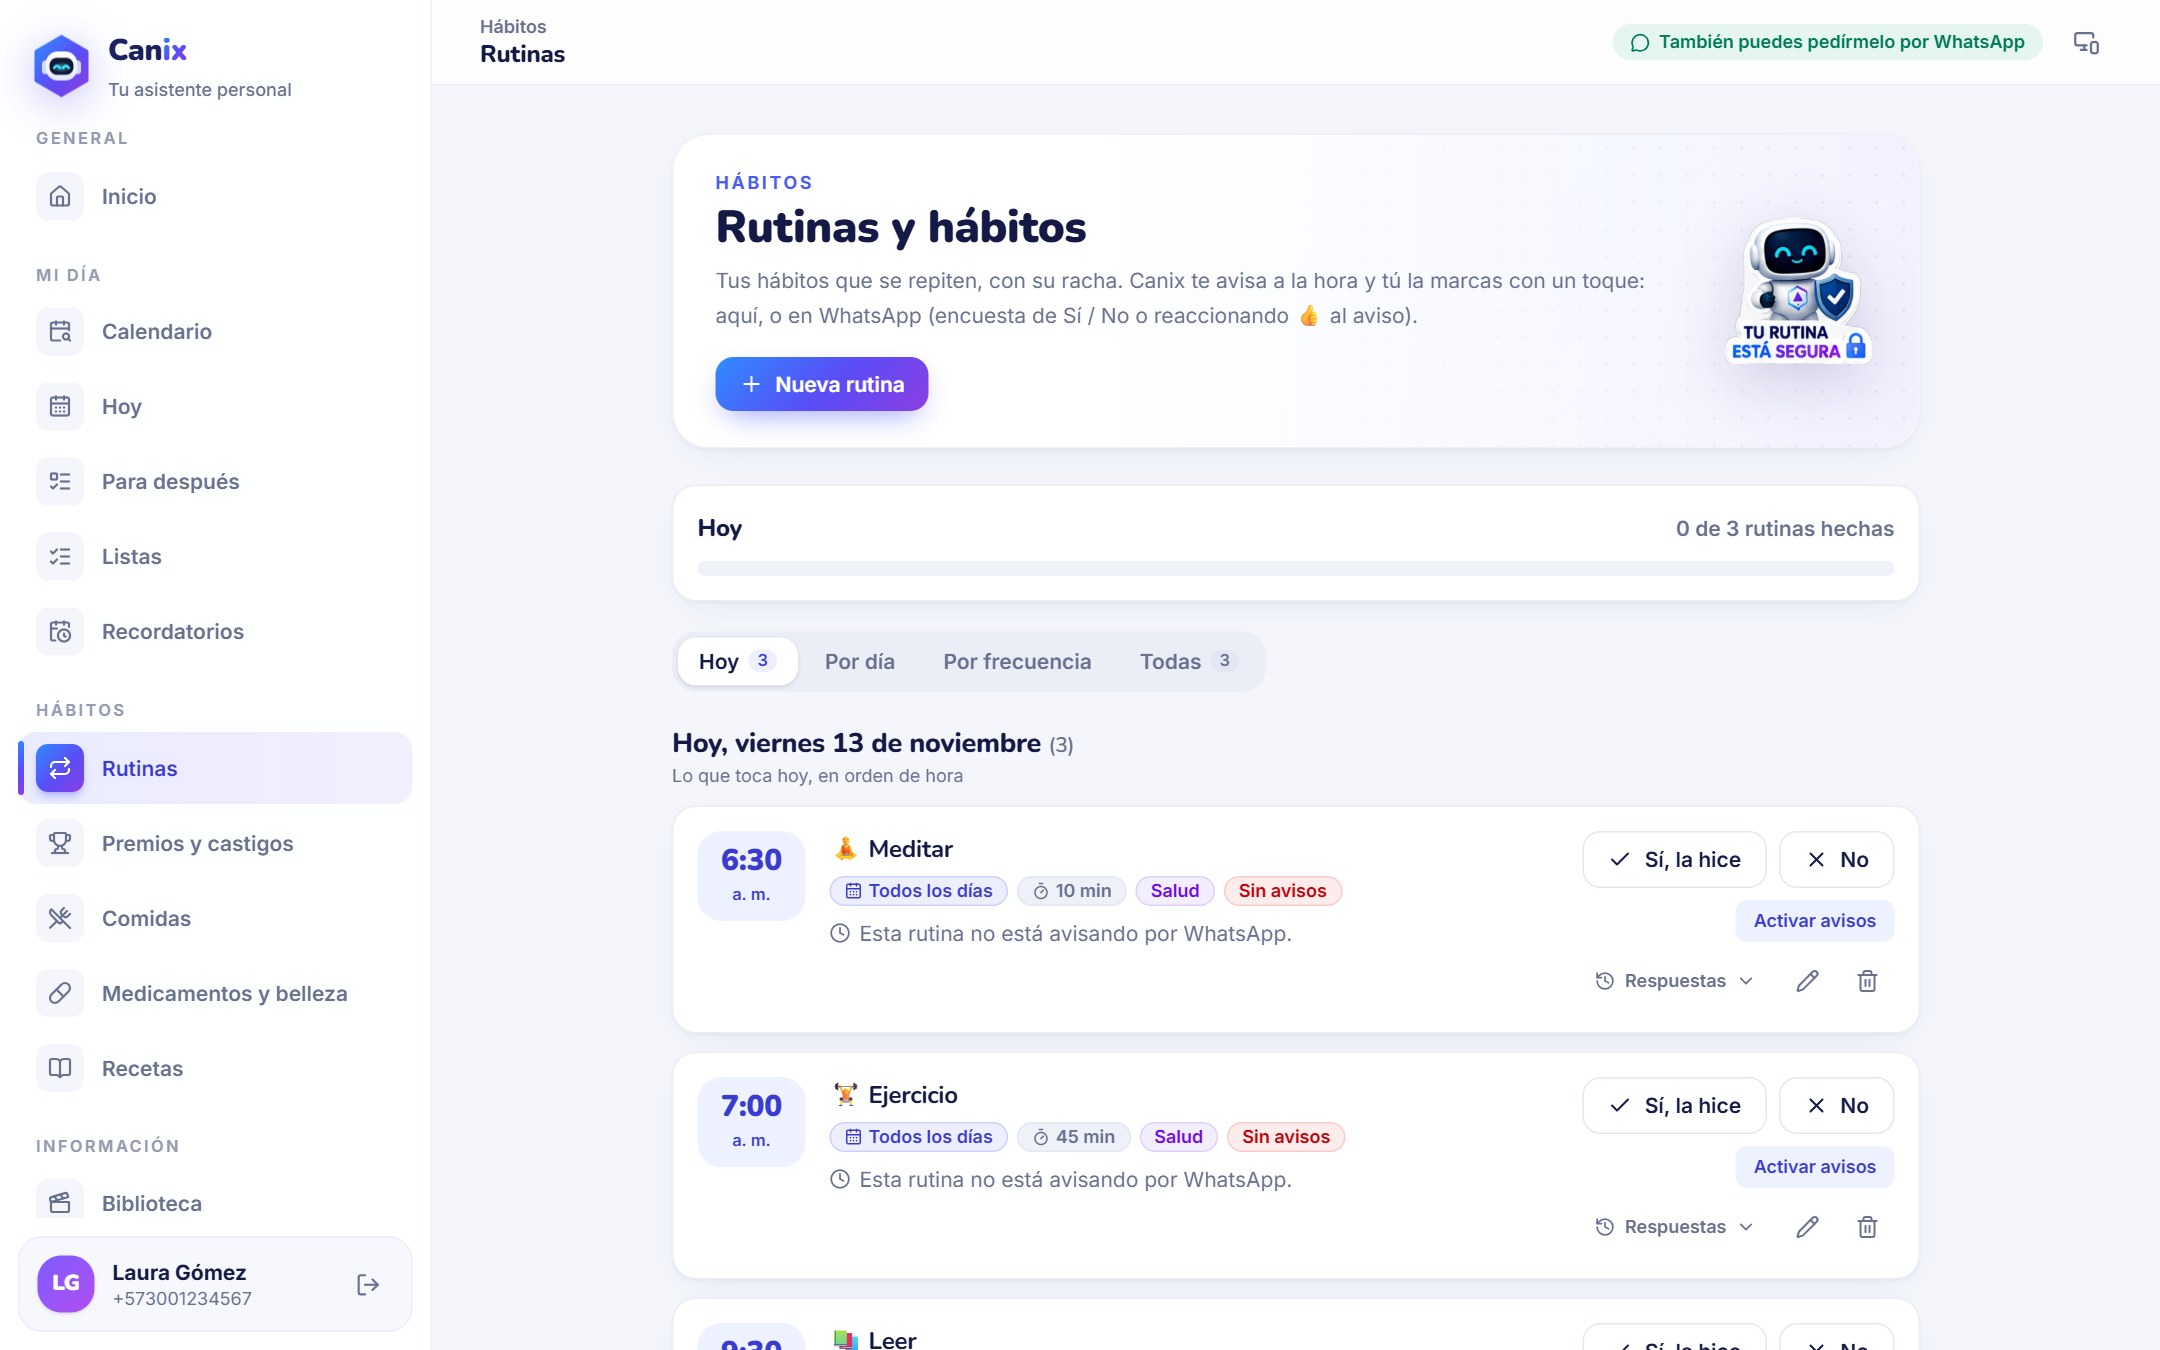 Canix
Tu asistente personal
GENERAL
Inicio
MI DÍA
Calendario
Hoy
Para después
Listas
Recordatorios
HÁBITOS
Rutinas
Premios y castigos
Comidas
Medicamentos y belleza
Recetas
INFORMACIÓN
Biblioteca
LG
Laura Gómez
+573001234567
Hábitos
Rutinas
También puedes pedírmelo por WhatsApp
HÁBITOS
Rutinas y hábitos
Tus hábitos que se repiten, con su racha. Canix te avisa a la hora y tú la marcas con un toque:
aquí, o en WhatsApp (encuesta de Sí / No o reaccionando 👍 al aviso).
Nueva rutina
TU RUTINA
ESTÁ SEGURA
Hoy
0 de 3 rutinas hechas
Hoy 3
Por día
Por frecuencia
Todas 3
Hoy, viernes 13 de noviembre (3)
Lo que toca hoy, en orden de hora
6:30
a. m.
Meditar
Todos los días
10 min
Salud
Sin avisos
Esta rutina no está avisando por WhatsApp.
Sí, la hice
No
Activar avisos
Respuestas
7:00
a. m.
Ejercicio
Todos los días
45 min
Salud
Sin avisos
Esta rutina no está avisando por WhatsApp.
Sí, la hice
No
Activar avisos
Respuestas
Leer
Sí, la hice
No